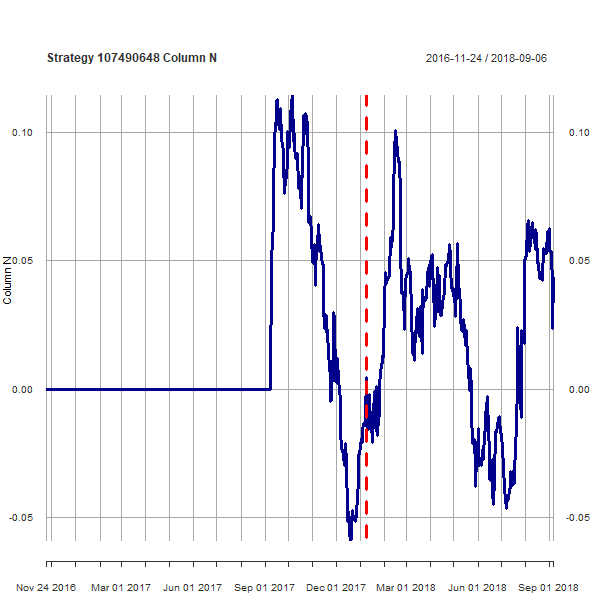 Strategy 107490648 Column N
2016-11-24 / 2018-09-06
0.10
0.10
Column N
0.05
0.05
0.00
0.00
-0.05
-0.05
Nov 24 2016
Mar 01 2017
Jun 01 2017
Sep 01 2017
Dec 01 2017
Mar 01 2018
Jun 01 2018
Sep 01 2018